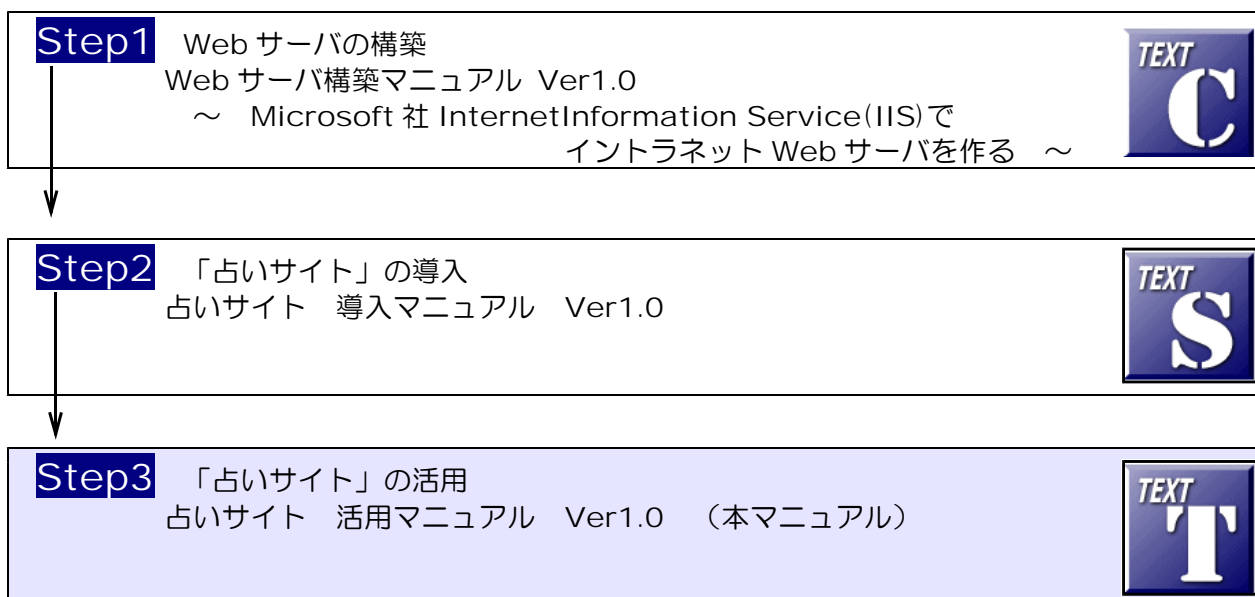 Step1 Web サーバの構築
Web サーバ構築マニュアル Ver1.0
～ Microsoft 社 InternetInformation Service(IIS)で
イントラネット Web サーバを作る ～
TEXT
C
Step2 「占いサイト」の導入
占いサイト 導入マニュアル Ver1.0
TEXT
S
Step3 「占いサイト」の活用
占いサイト 活用マニュアル Ver1.0 （本マニュアル）
TEXT
T